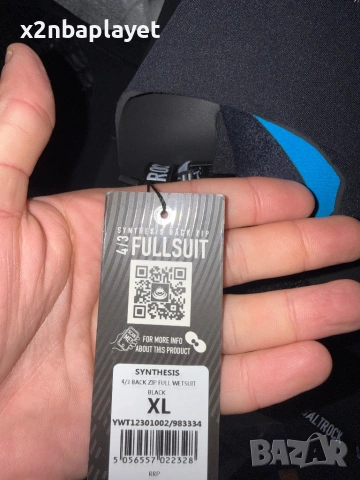 x2nbaplayet
SYNTHESIS BACK ZIP
4/3 FULLSUIT
FOR MORE INFO
ABOUT THIS PRODUCT
SYNTHESIS
4/3 BACK ZIP FULL WETSUIT
BLACK
XL
YWT12301002/983334
5 056557 022328
RRP
ALTROCK
BAZAR